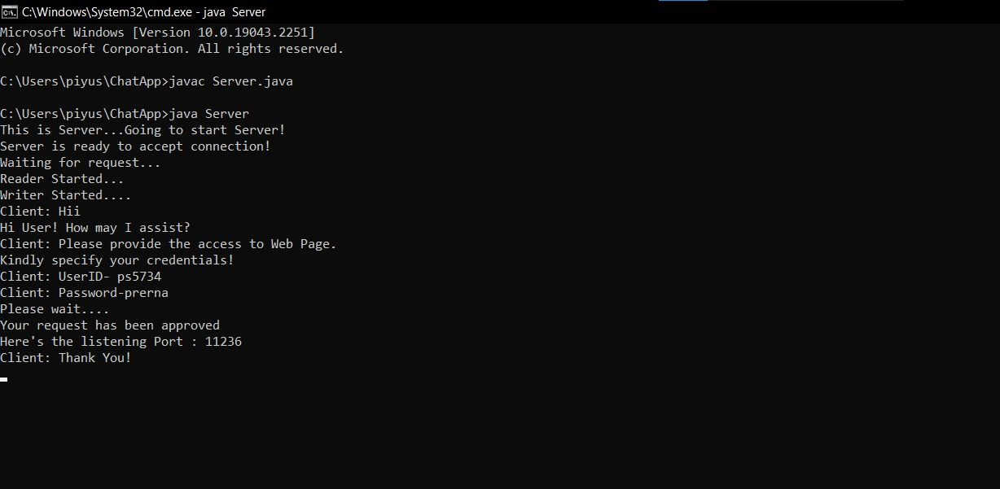 C:\Windows\System32\cmd.exe - java  Server
Microsoft Windows [Version 10.0.19043.2251]
(c) Microsoft Corporation. All rights reserved.
C:\Users\piyus\ChatApp>javac Server.java
C:\Users\piyus\ChatApp>java Server
This is Server...Going to start Server!
Server is ready to accept connection!
Waiting for request...
Reader Started...
Writer Started....
Client: Hii
Hi User! How may I assist?
Client: Please provide the access to Web Page.
Kindly specify your credentials!
Client: UserID- ps5734
Client: Password-prerna
Please wait....
Your request has been approved
Here's the listening Port : 11236
Client: Thank You!